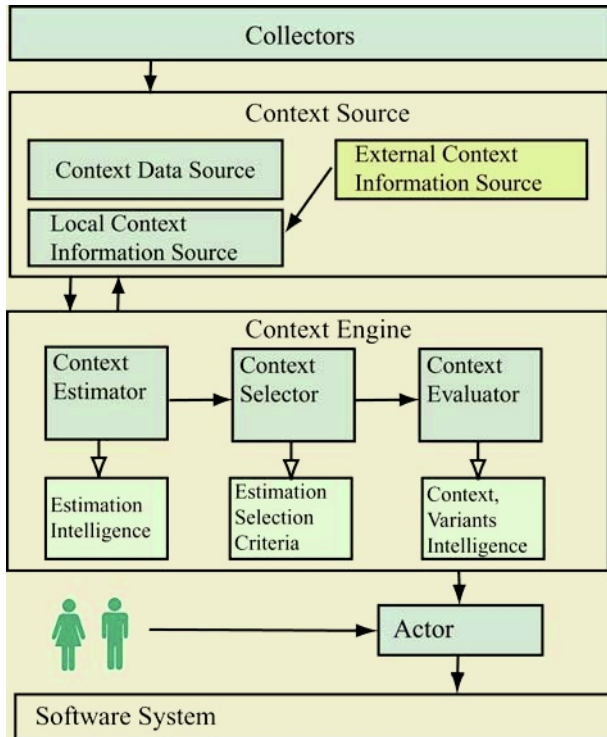 Collectors
Context Source
Context Data Source
External Context
Information Source
Local Context
Information Source
Context Engine
Context
Estimator
Context
Selector
Context
Evaluator
Estimation
Intelligence
Estimation
Selection
Criteria
Context,
Variants
Intelligence
Actor
Software System